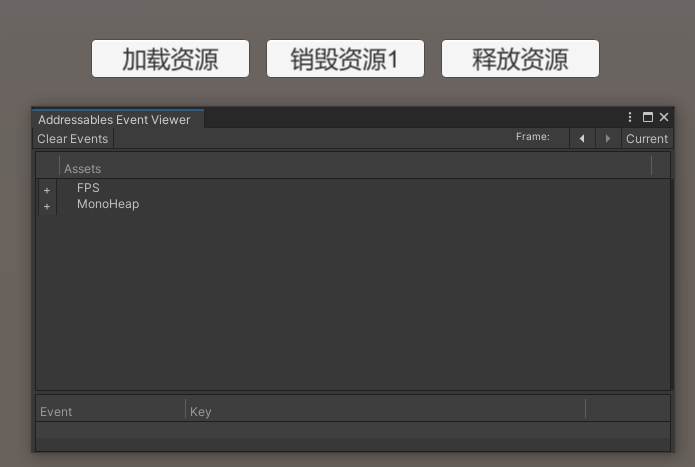 加载资源 销毁资源1 释放资源
Addressables Event Viewer
Clear Events Frame: Current
Assets
+ FPS
+ MonoHeap
Event Key